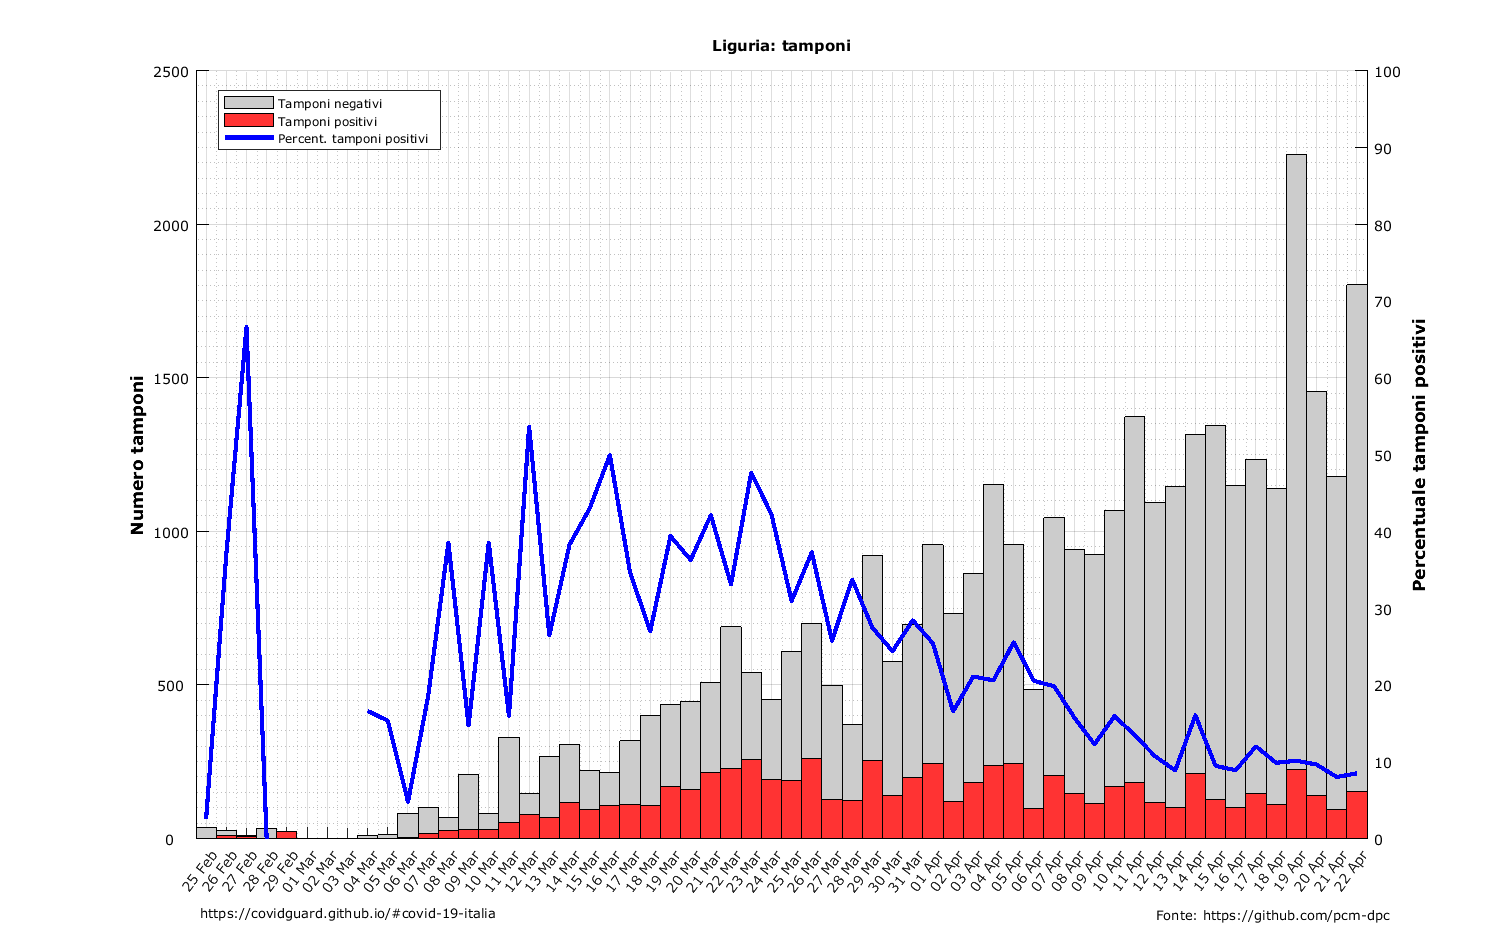 Liguria: tamponi
Tamponi negativi
Tamponi positivi
Percent. tamponi positivi
Numero tamponi
2500
2000
1500
1000
500
0
Percentuale tamponi positivi
100
90
80
70
60
50
40
30
20
10
0
25 Feb
26 Feb
27 Feb
28 Feb
29 Feb
01 Mar
02 Mar
03 Mar
04 Mar
05 Mar
06 Mar
07 Mar
08 Mar
09 Mar
10 Mar
11 Mar
12 Mar
13 Mar
14 Mar
15 Mar
16 Mar
17 Mar
18 Mar
19 Mar
20 Mar
21 Mar
22 Mar
23 Mar
24 Mar
25 Mar
26 Mar
27 Mar
28 Mar
29 Mar
30 Mar
31 Mar
01 Apr
02 Apr
03 Apr
04 Apr
05 Apr
06 Apr
07 Apr
08 Apr
09 Apr
10 Apr
11 Apr
12 Apr
13 Apr
14 Apr
15 Apr
16 Apr
17 Apr
18 Apr
19 Apr
20 Apr
21 Apr
22 Apr
https://covidguard.github.io/#covid-19-italia
Fonte: https://github.com/pcm-dpc